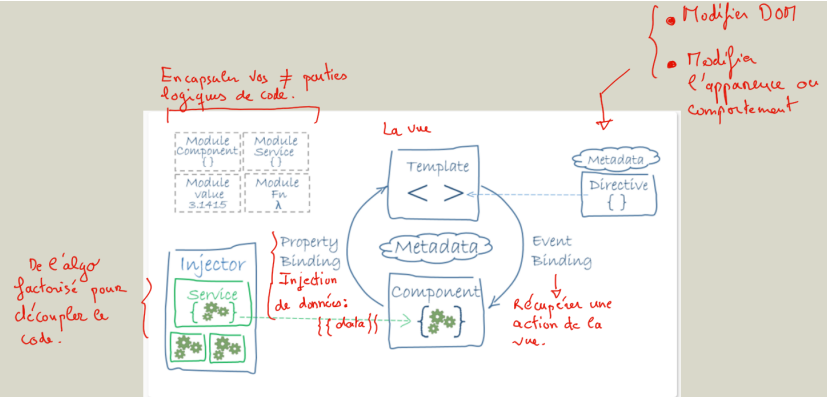 • Modifier DOM
• Modifier
l'apparence ou
comportement
Encapsuler vos ≠ parties
logiques de code.
La vue
Module
Component
{ }
Module
Service
{ }
Module
value
3.1415
Module
Fn
λ
Template
< >
Metadata
Directive
{ }
Property
Binding
Metadata
Event
Binding
Injection
de données:
{{data}}
De l'algo
factorisé pour
découpler le
code.
Injector
Service
{ }
Component
{ }
Récupérer une
action de la
vue.